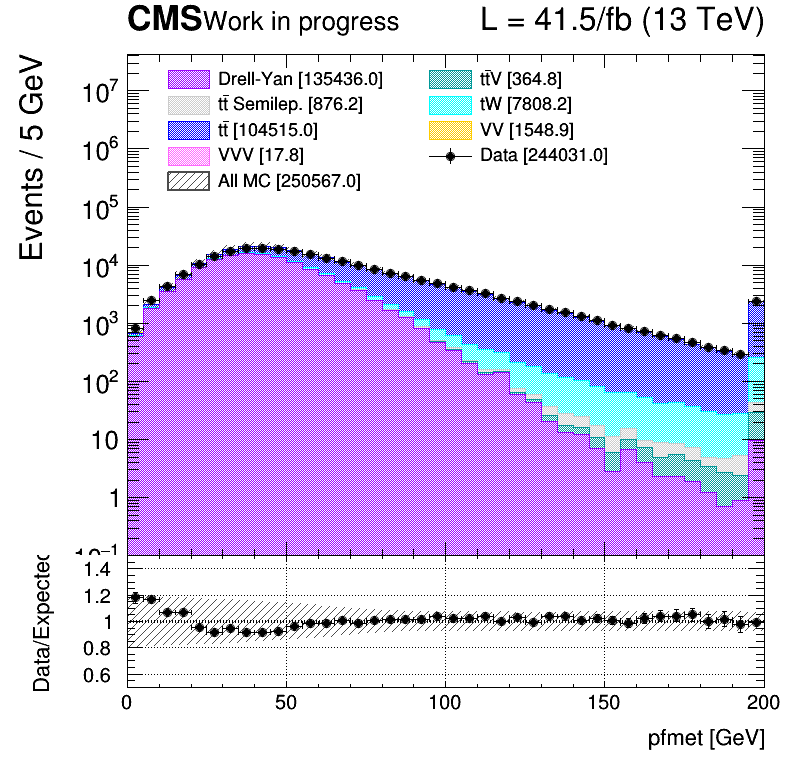 CMS Work in progress L = 41.5/fb (13 TeV)
Events / 5 GeV
Drell-Yan [135436.0]
tt̄ Semilep. [876.2]
tt̄ [104515.0]
VVV [17.8]
All MC [250567.0]
tt̄V [364.8]
tW [7808.2]
VV [1548.9]
Data [244031.0]
10⁷
10⁶
10⁵
10⁴
10³
10²
10
1
10⁻¹
Data/Expected
1.4
1.2
1
0.8
0.6
0 50 100 150 200
pfmet [GeV]